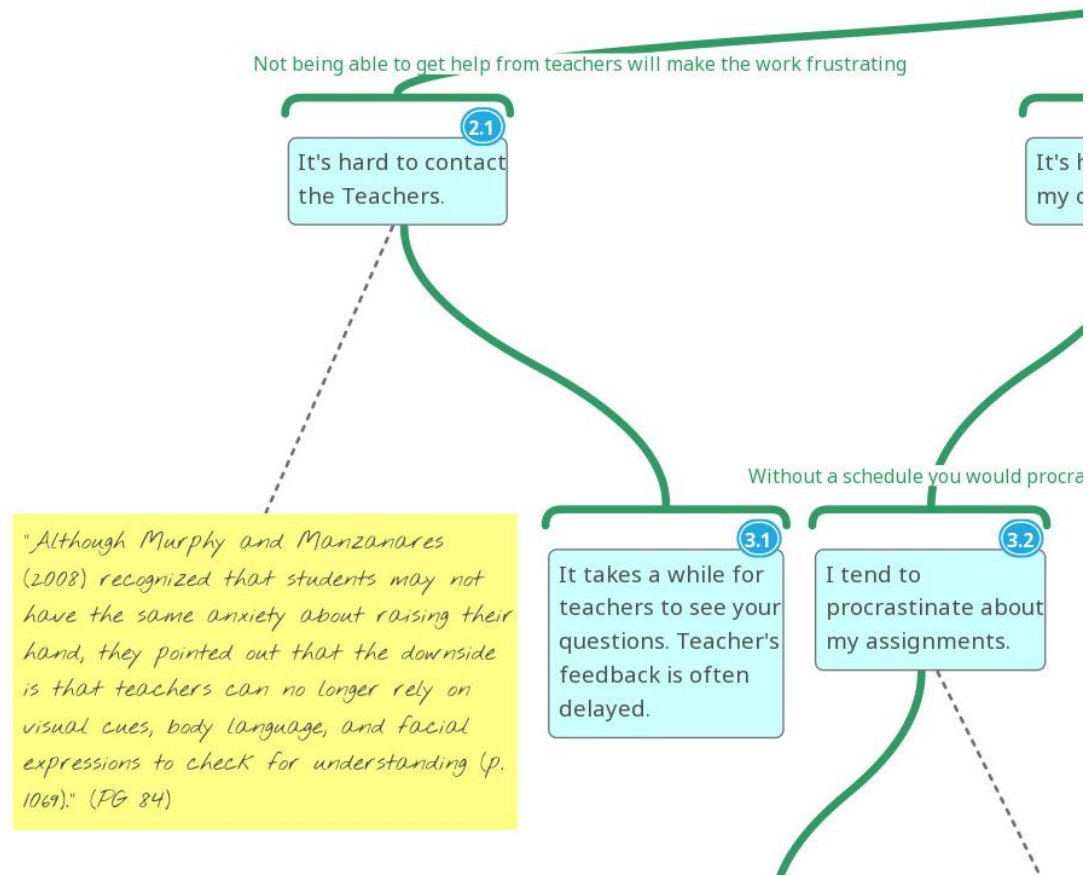 Not being able to get help from teachers will make the work frustrating
2.1
It's hard to contact
the Teachers.
It's
my
Without a schedule you would
3.1
It takes a while for
teachers to see your
questions. Teacher's
feedback is often
delayed.
3.2
I tend to
procrastinate about
my assignments.
"Although Murphy and Manzanares
(2008) recognized that students may not
have the same anxiety about raising their
hand, they pointed out that the downside
is that teachers can no longer rely on
visual cues, body language, and facial
expressions to check for understanding (p.
1069)." (PG 84)